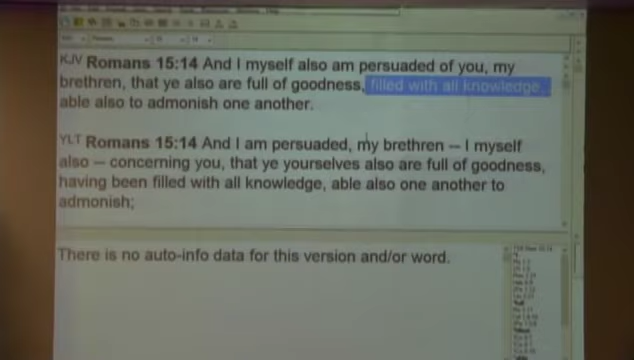 KJV Romans 15:14 And I myself also am persuaded of you, my
brethren, that ye also are full of goodness, filled with all knowledge,
able also to admonish one another.
YLT Romans 15:14 And I am persuaded, my brethren -- I myself
also -- concerning you, that ye yourselves also are full of goodness,
having been filled with all knowledge, able also one another to
admonish;
There is no auto-info data for this version and/or word.